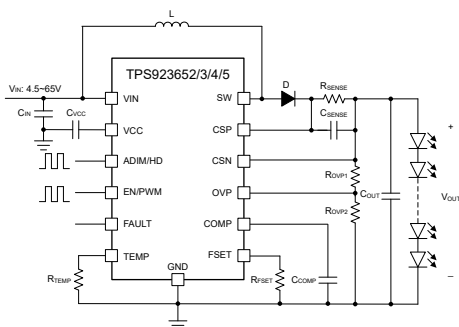 L
TPS923652/3/4/5
VIN: 4.5~65V
CIN
CVCC
VIN
VCC
ADIM/HD
EN/PWM
FAULT
TEMP
GND
SW
CSP
CSN
OVP
COMP
FSET
D
RSENSE
CSENSE
ROVP1
ROVP2
COUT
+
VOUT
–
RTEMP
RFSET
CCOMP